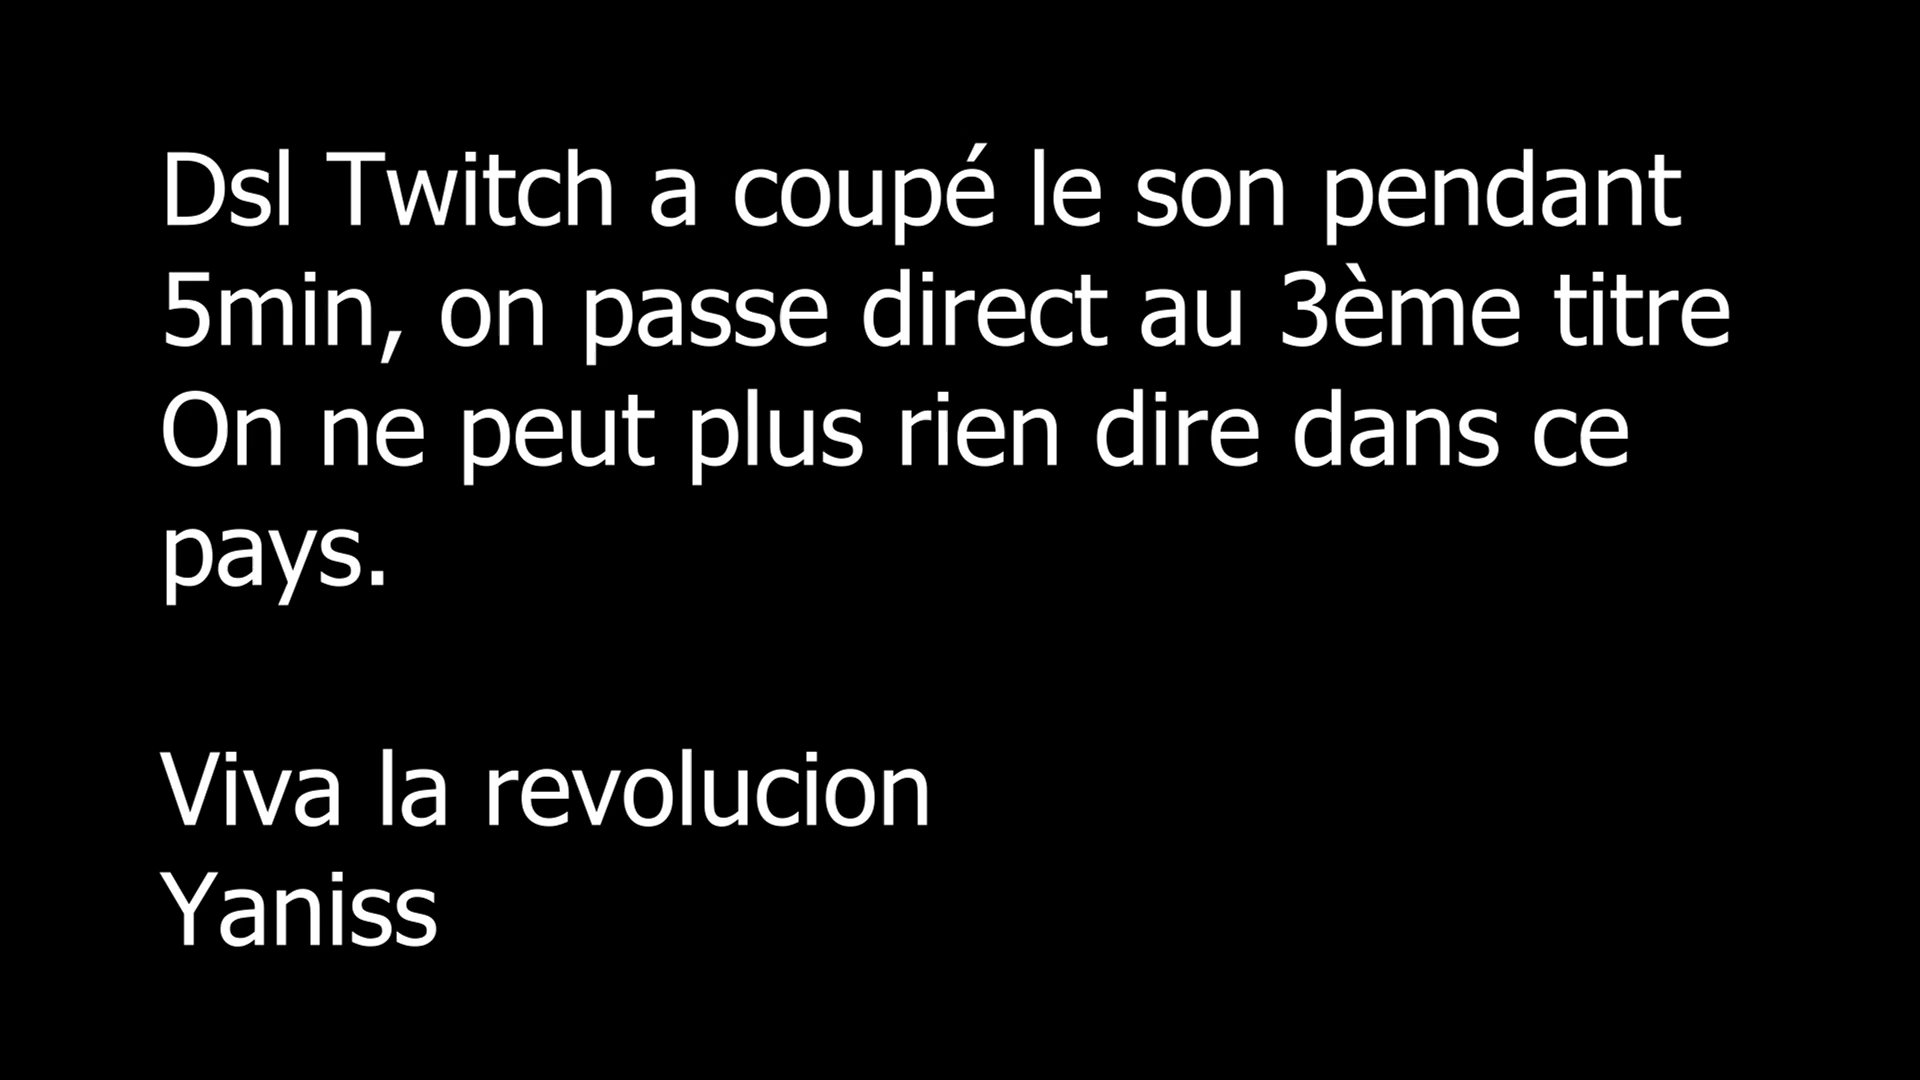 Dsl Twitch a coupé le son pendant
5min, on passe direct au 3ème titre
On ne peut plus rien dire dans ce
pays.
Viva la revolucion
Yaniss